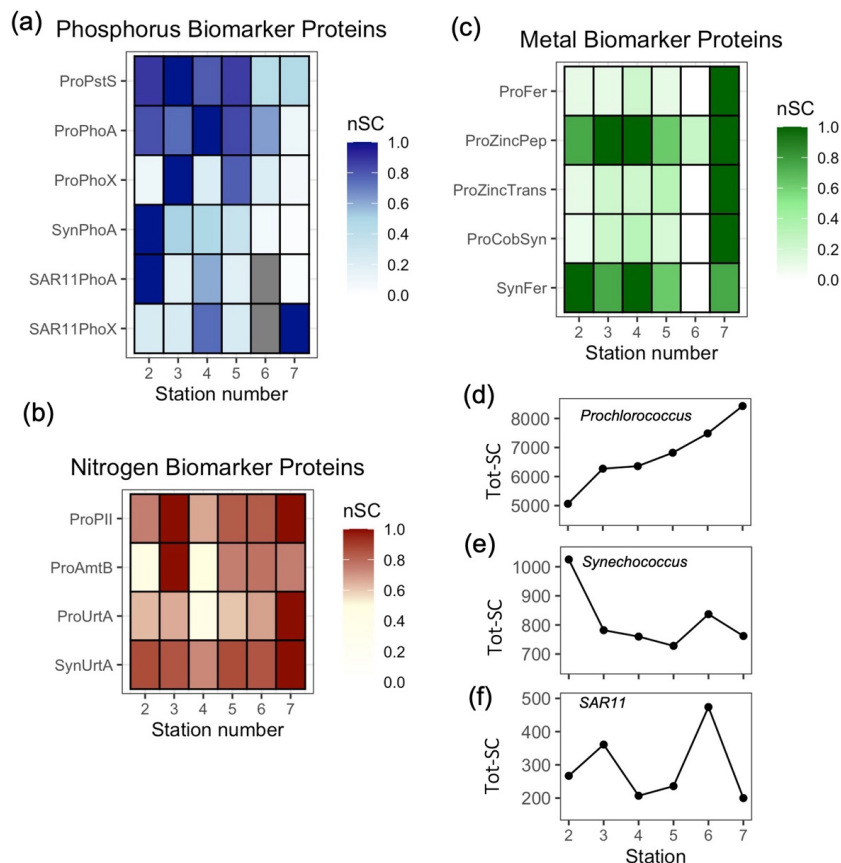 (a)
Phosphorus Biomarker Proteins
ProPstS
ProPhoA
ProPhoX
SynPhoA
SAR11PhoA
SAR11PhoX
2 3 4 5 6 7
Station number
nSC
1.0
0.8
0.6
0.4
0.2
0.0
(b)
Nitrogen Biomarker Proteins
ProPII
ProAmtB
ProUrtA
SynUrtA
2 3 4 5 6 7
Station number
nSC
1.0
0.8
0.6
0.4
0.2
0.0
(c)
Metal Biomarker Proteins
ProFer
ProZincPep
ProZincTrans
ProCobSyn
SynFer
2 3 4 5 6 7
Station number
nSC
1.0
0.8
0.6
0.4
0.2
0.0
(d)
Prochlorococcus
Tot-SC
8000
7000
6000
5000
(e)
Synechococcus
Tot-SC
1000
900
800
700
(f)
SAR11
Tot-SC
500
400
300
200
2 3 4 5 6 7
Station